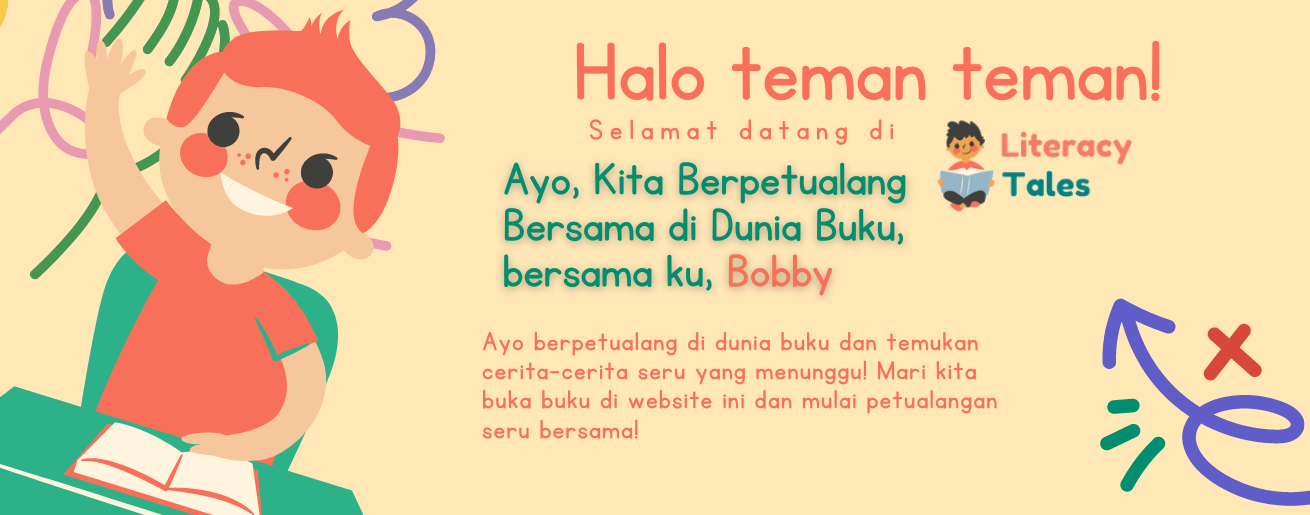 Halo teman teman!
Selamat datang di
Literacy
Tales
Ayo, Kita Berpetualang
Bersama di Dunia Buku,
bersama ku, Bobby
Ayo berpetualang di dunia buku dan temukan
cerita-cerita seru yang menunggu! Mari kita
buka buku di website ini dan mulai petualangan
seru bersama!